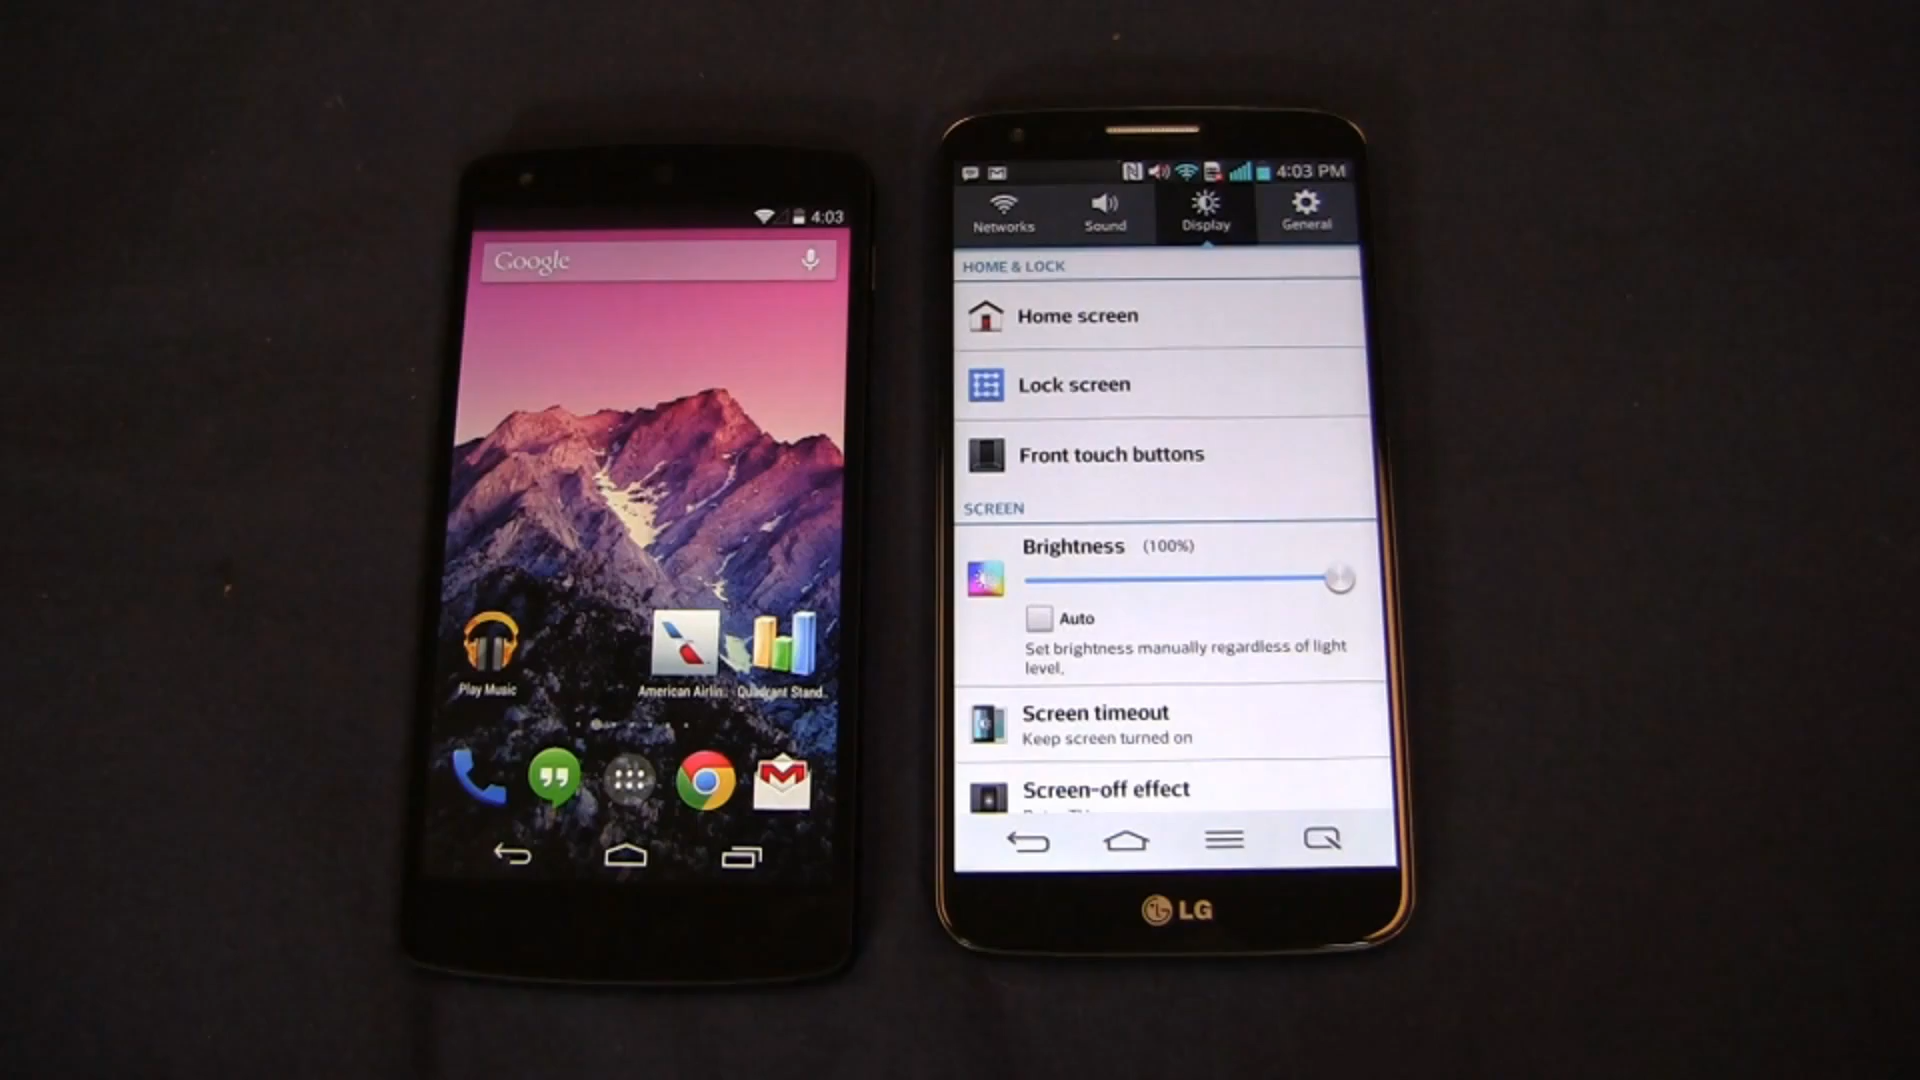 4:03
Google
Play Music
American Airlin..
Quadrant Stand..
4:03 PM
Networks
Sound
Display
General
HOME & LOCK
Home screen
Lock screen
Front touch buttons
SCREEN
Brightness (100%)
Auto
Set brightness manually regardless of light
level.
Screen timeout
Keep screen turned on
Screen-off effect
LG